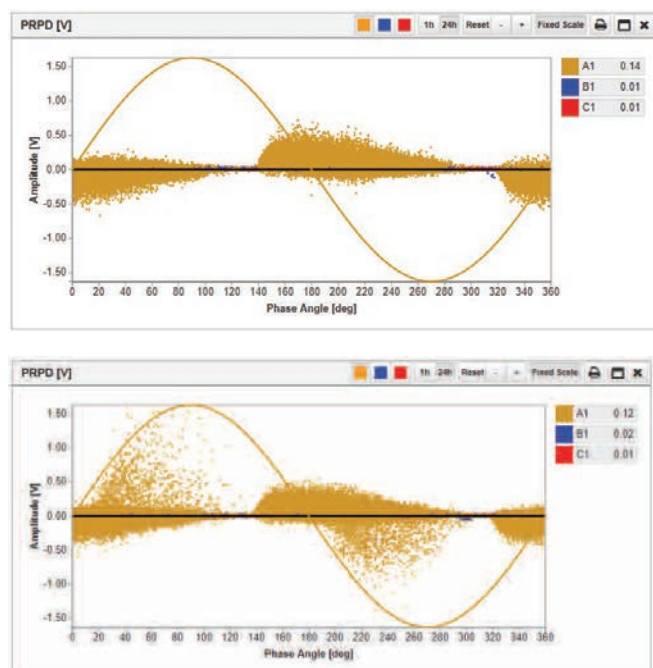 PRPD [V] 1h 24h Reset - + Fixed Scale
A1 0.14
B1 0.01
C1 0.01
Amplitude [V]
1.50
1.00
0.50
0.00
-0.50
-1.00
-1.50
0 20 40 60 80 100 120 140 160 180 200 220 240 260 280 300 320 340 360
Phase Angle [deg]
PRPD [V] 1h 24h Reset - + Fixed Scale
A1 0.12
B1 0.02
C1 0.01
Amplitude [V]
1.50
1.00
0.50
0.00
-0.50
-1.00
-1.50
0 20 40 60 80 100 120 140 160 180 200 220 240 260 280 300 320 340 360
Phase Angle [deg]